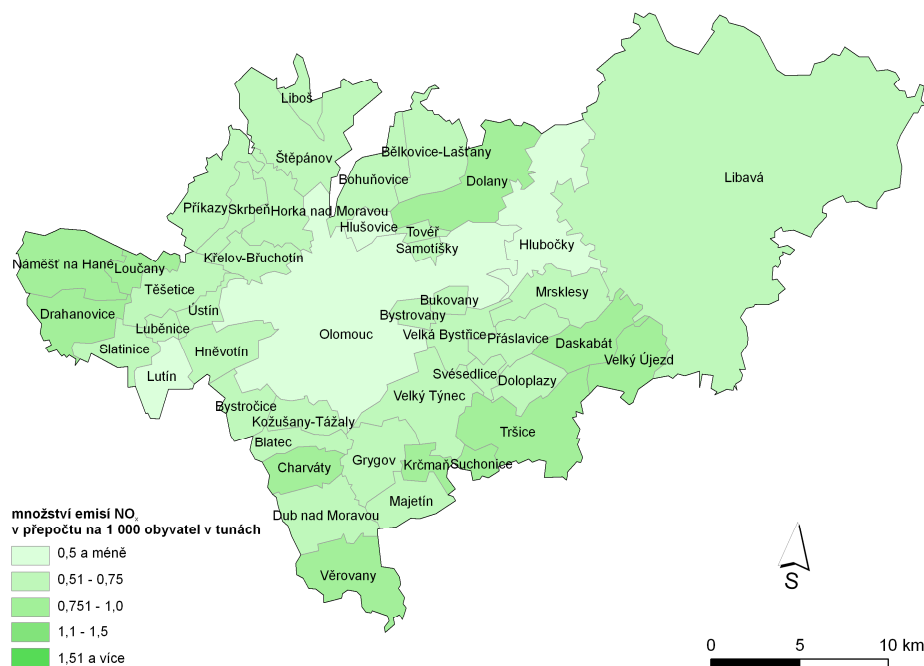 Liboš
Štěpánov
Bělkovice-Lašťany
Bohuňovice
Dolany
Libavá
Příkazy
Skrbeň
Horka nad Moravou
Hlušovice
Tovéř
Samotíšky
Hlubočky
Křelov-Břuchotín
Náměšť na Hané
Loučany
Těšetice
Mrsklesy
Bukovany
Drahanovice
Ústín
Bystrovany
Luběnice
Olomouc
Velká Bystřice
Přáslavice
Daskabát
Slatinice
Hněvotín
Velký Újezd
Lutín
Svésedlice
Doloplazy
Velký Týnec
Bystročice
Kožušany-Tážaly
Blatec
Tršice
Charváty
Grygov
Krčmaň
Suchonice
Majetín
Dub nad Moravou
Věrovany
množství emisí NOx
v přepočtu na 1 000 obyvatel v tunách
0,5 a méně
0,51 - 0,75
0,751 - 1,0
1,1 - 1,5
1,51 a více
S
0 5 10 km